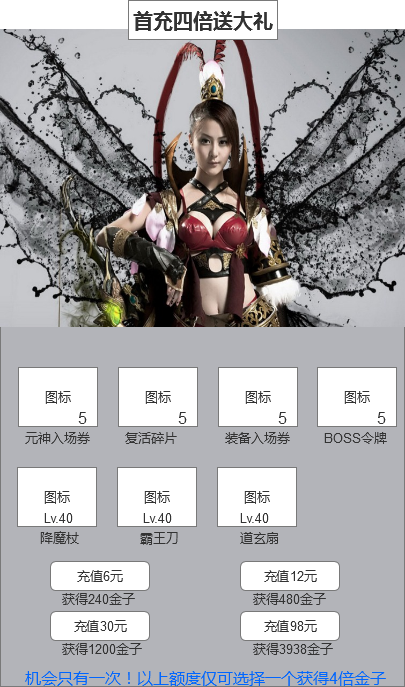 首充四倍送大礼
图标 图标 图标 图标
5 5 5 5
元神入场券 复活碎片 装备入场券 BOSS令牌
图标 图标 图标
Lv.40 Lv.40 Lv.40
降魔杖 霸王刀 道玄扇
充值6元 充值12元
获得240金子 获得480金子
充值30元 充值98元
获得1200金子 获得3938金子
机会只有一次！以上额度仅可选择一个获得4倍金子